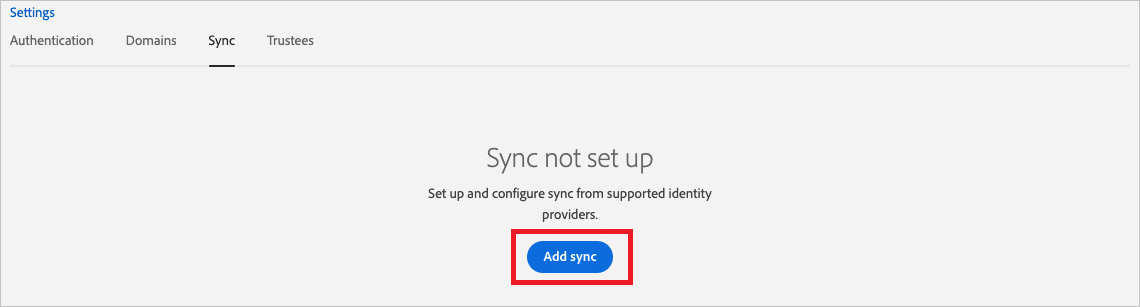 Settings
Authentication Domains Sync Trustees
Sync not set up
Set up and configure sync from supported identity
providers.
Add sync